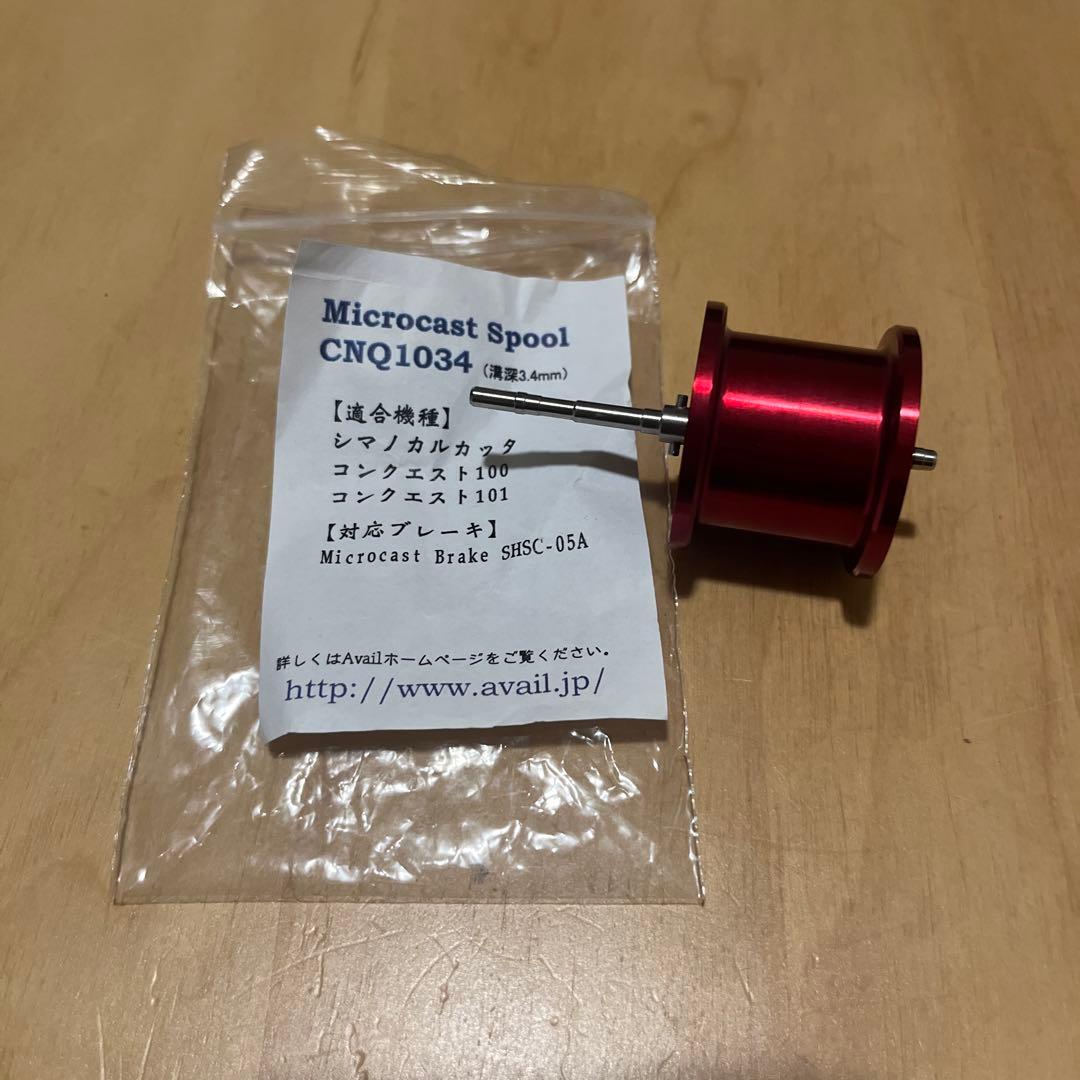 Microcast Spool
CNQ1034 (溝深3.4mm)
【適合機種】
シマノカルカッタ
コンクエスト100
コンクエスト101
【対応ブレーキ】
Microcast Brake SHSC-05A
詳しくはAvailホームページをご覧ください。
http://www.avail.jp/